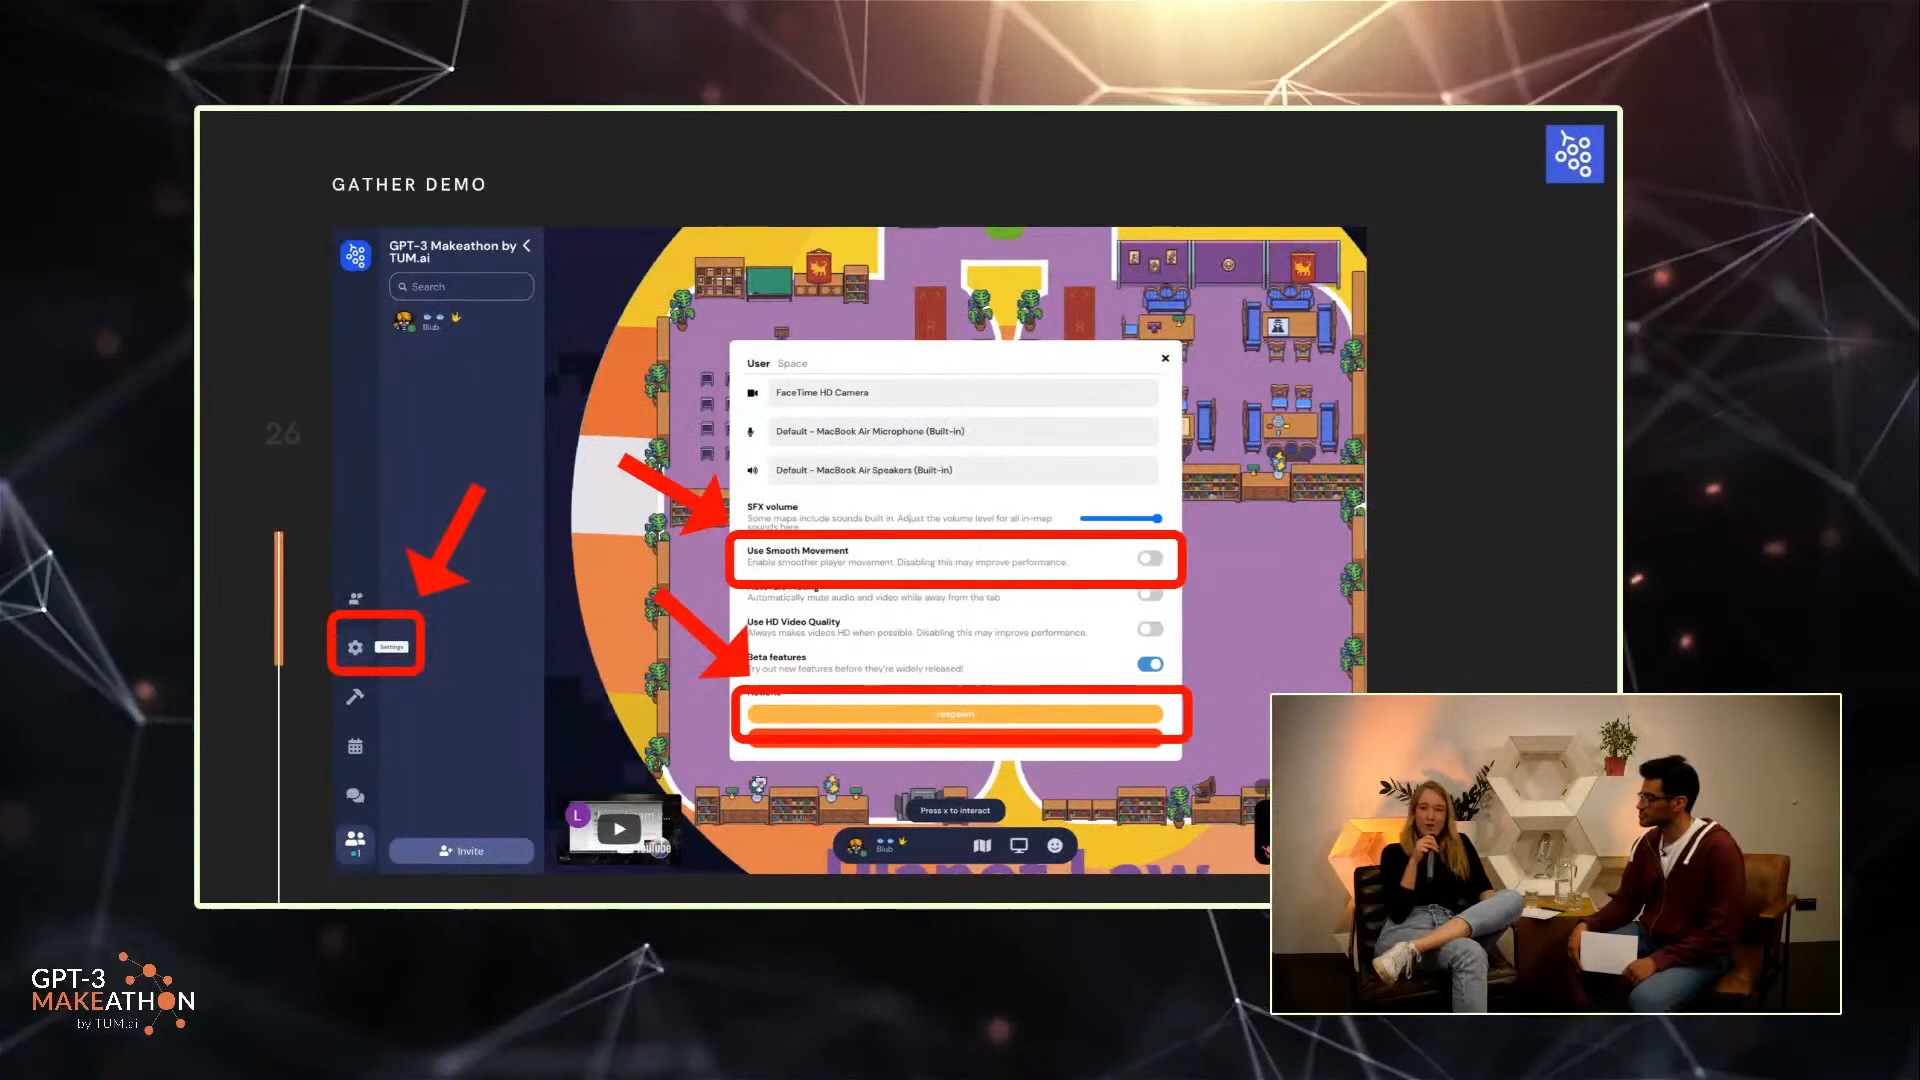 GATHER DEMO
GPT-3 Makeathon by
TUM.ai
Search
Blub
26
User Space
FaceTime HD Camera
Default - MacBook Air Microphone (Built-in)
Default - MacBook Air Speakers (Built-in)
SFX volume
Some maps include sounds built in. Adjust the volume level for all in-map
sounds here.
Use Smooth Movement
Enable smoother player movement. Disabling this may improve performance.
Automatically mute audio and video while away from the tab
Use HD Video Quality
Always makes videos HD when possible. Disabling this may improve performance.
Beta features
Try out new features before they're widely released!
respawn
Settings
Press x to interact
L
YouTube
Blub
Invite
GPT-3
MAKEATHON
by TUM.ai